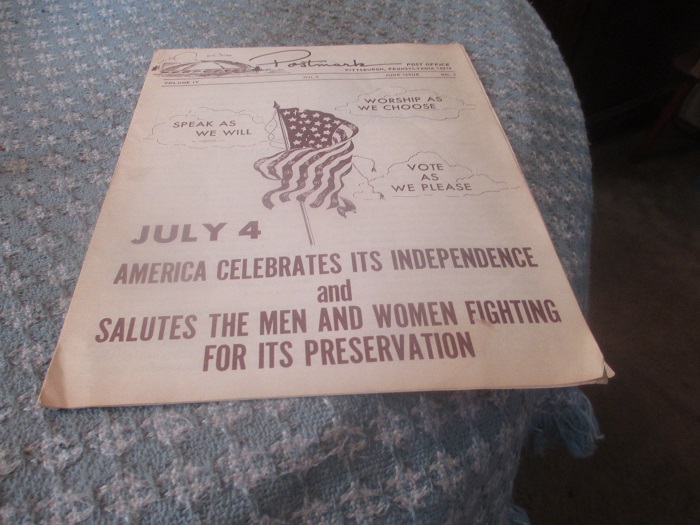 Postmark
POST OFFICE
PITTSBURGH, PENNSYLVANIA
VOLUME IV
JUNE ISSUE
NO.
SPEAK AS
WE WILL
WORSHIP AS
WE CHOOSE
VOTE
AS
WE PLEASE
JULY 4
AMERICA CELEBRATES ITS INDEPENDENCE
and
SALUTES THE MEN AND WOMEN FIGHTING
FOR ITS PRESERVATION